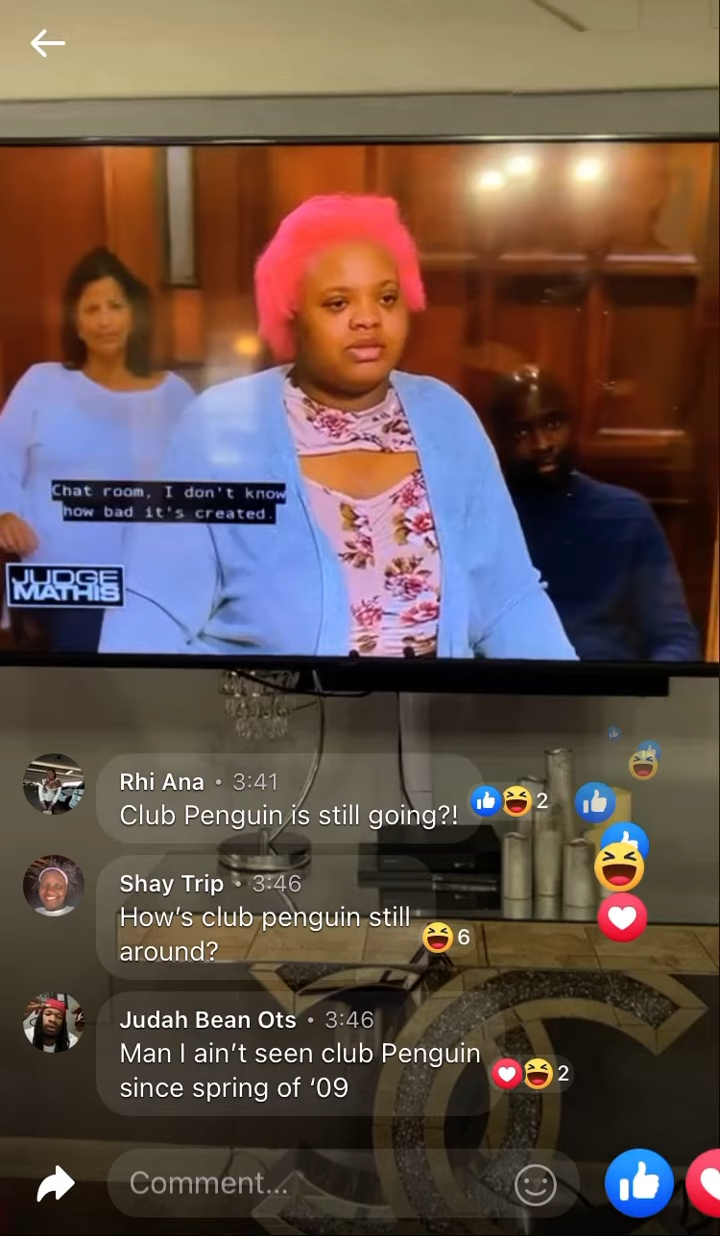 Chat room, I don't know
how bad it's created.
JUDGE
MATHIS
Rhi Ana • 3:41
Club Penguin is still going?!
2
Shay Trip • 3:46
How’s club penguin still
around?
6
Judah Bean Ots • 3:46
Man I ain’t seen club Penguin
since spring of ‘09
2
Comment...